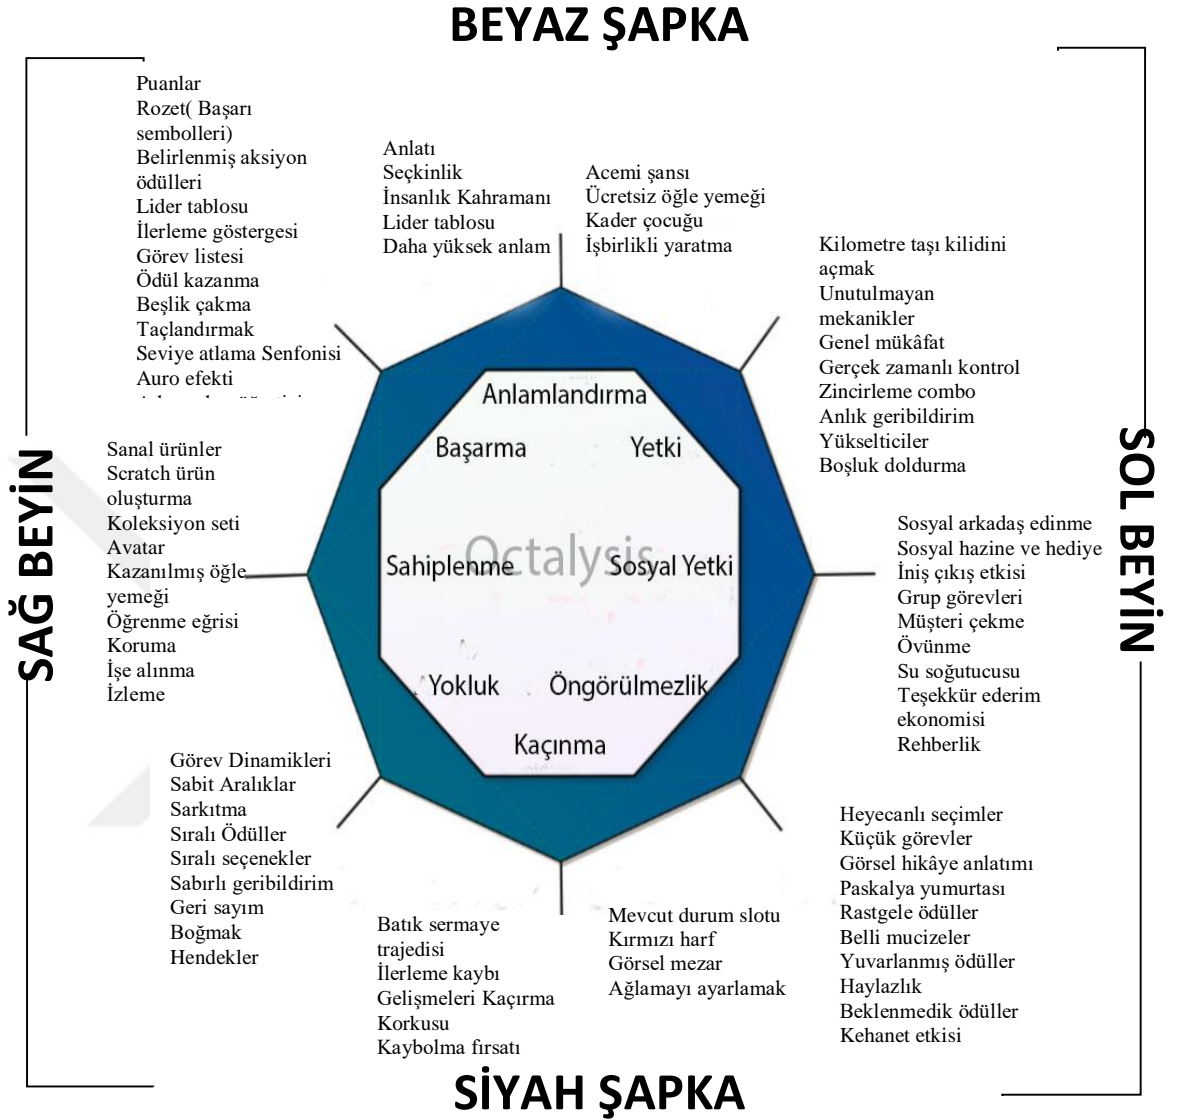 BEYAZ ŞAPKA
Puanlar
Rozet( Başarı
sembolleri)
Belirlenmiş aksiyon
ödülleri
Lider tablosu
İlerleme göstergesi
Görev listesi
Ödül kazanma
Beşlik çakma
Taçlandırmak
Seviye atlama Senfonisi
Auro efekti
Anlatı
Seçkinlik
İnsanlık Kahramanı
Lider tablosu
Daha yüksek anlam
Acemi şansı
Ücretsiz öğle yemeği
Kader çocuğu
İşbirlikli yaratma
Kilometre taşı kilidini
açmak
Unutulmayan
mekanikler
Genel mükâfat
Gerçek zamanlı kontrol
Zincirleme combo
Anlık geribildirim
Yükselticiler
Boşluk doldurma
Anlamlandırma
Başarma
Yetki
Octalysis
Sahiplenme
Sosyal Yetki
Yokluk
Öngörülmezlik
Kaçınma
SAĞ BEYİN
SOL BEYİN
Sanal ürünler
Scratch ürün
oluşturma
Koleksiyon seti
Avatar
Kazanılmış öğle
yemeği
Öğrenme eğrisi
Koruma
İşe alınma
İzleme
Sosyal arkadaş edinme
Sosyal hazine ve hediye
İniş çıkış etkisi
Grup görevleri
Müşteri çekme
Övünme
Su soğutucusu
Teşekkür ederim
ekonomisi
Rehberlik
Görev Dinamikleri
Sabit Aralıklar
Sarkıtma
Sıralı Ödüller
Sıralı seçenekler
Sabırlı geribildirim
Geri sayım
Boğmak
Hendekler
Batık sermaye
trajedisi
İlerleme kaybı
Gelişmeleri Kaçırma
Korkusu
Kaybolma fırsatı
Mevcut durum slotu
Kırmızı harf
Görsel mezar
Ağlamayı ayarlamak
Heyecanlı seçimler
Küçük görevler
Görsel hikâye anlatımı
Paskalya yumurtası
Rastgele ödüller
Belli mucizeler
Yuvarlanmış ödüller
Haylazlık
Beklenmedik ödüller
Kehanet etkisi
SİYAH ŞAPKA